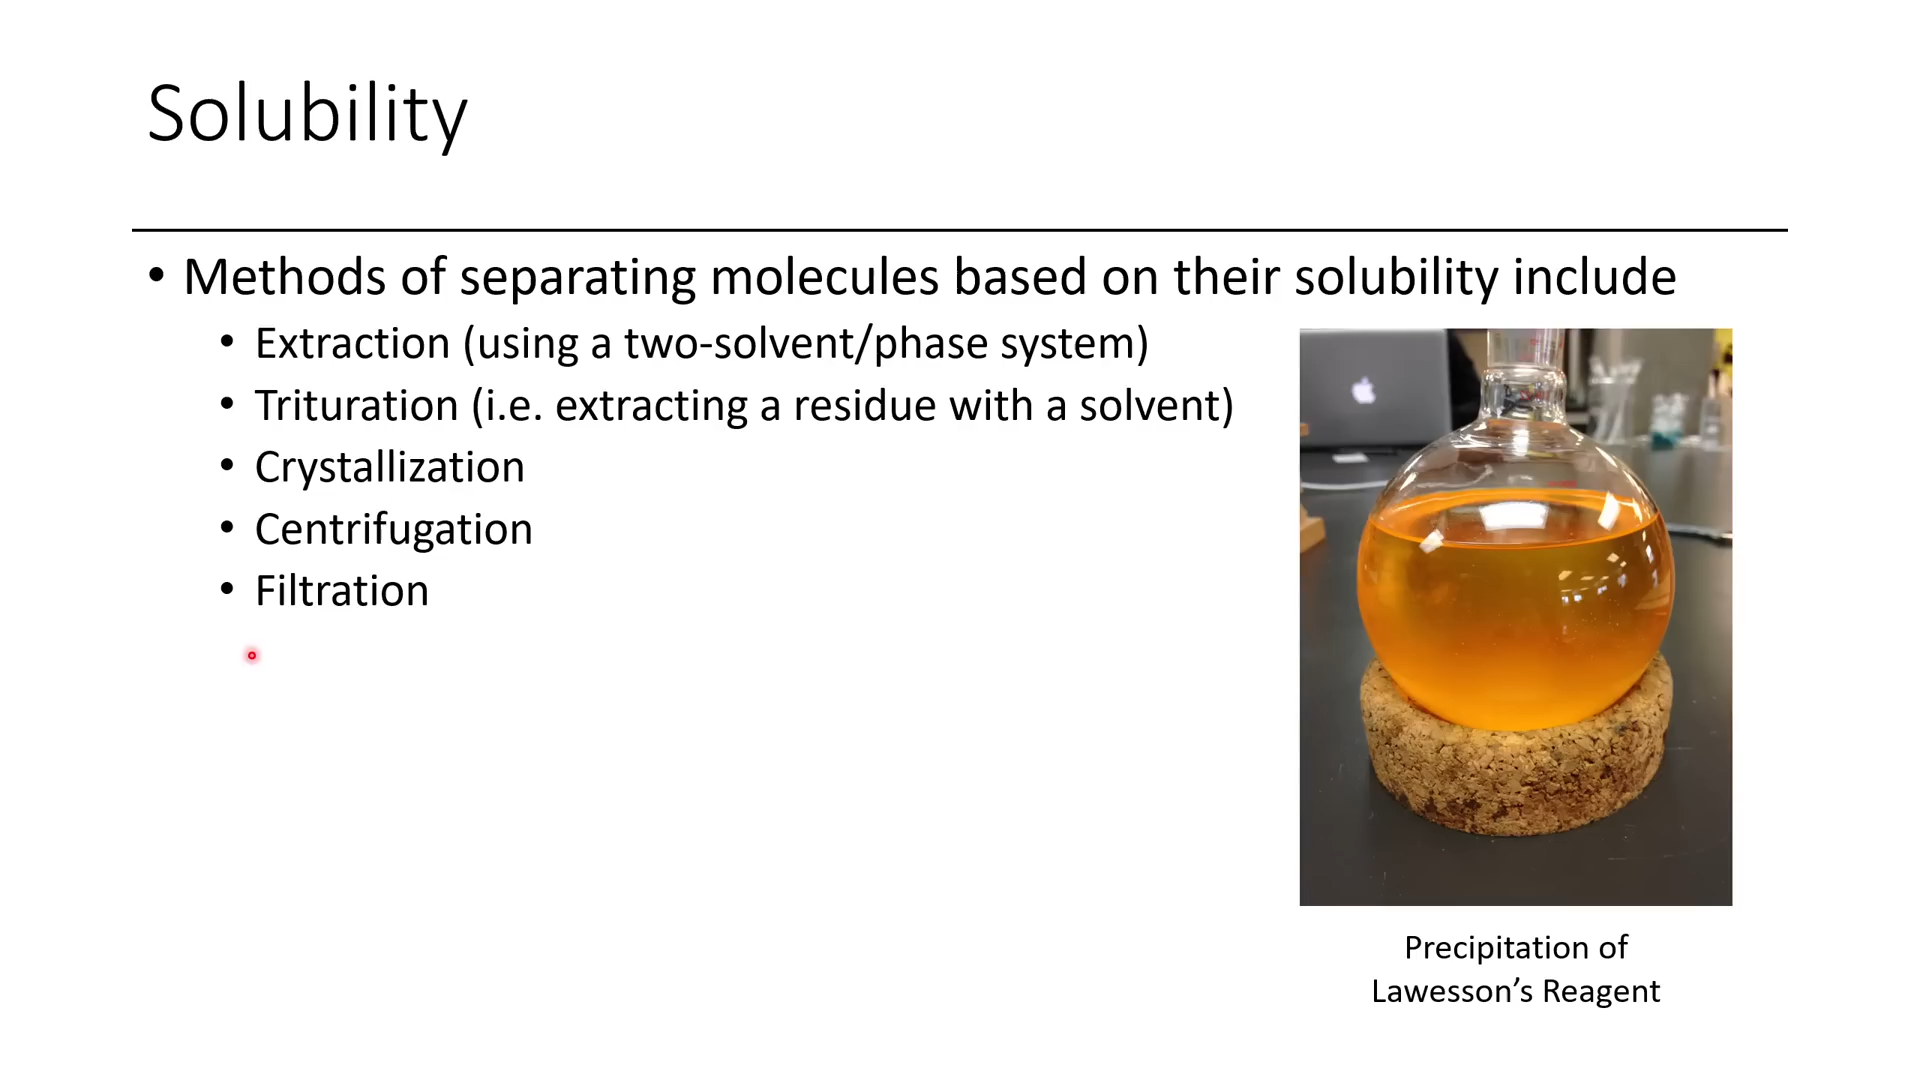 Solubility
• Methods of separating molecules based on their solubility include
• Extraction (using a two-solvent/phase system)
• Trituration (i.e. extracting a residue with a solvent)
• Crystallization
• Centrifugation
• Filtration
Precipitation of
Lawesson’s Reagent